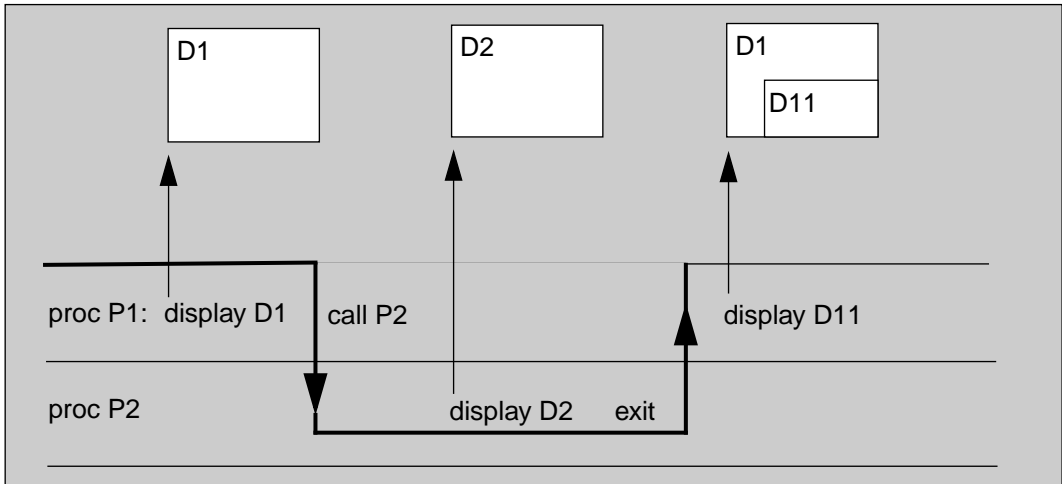 D1
D2
D1
D11
proc P1: display D1 call P2 display D11
proc P2 display D2 exit